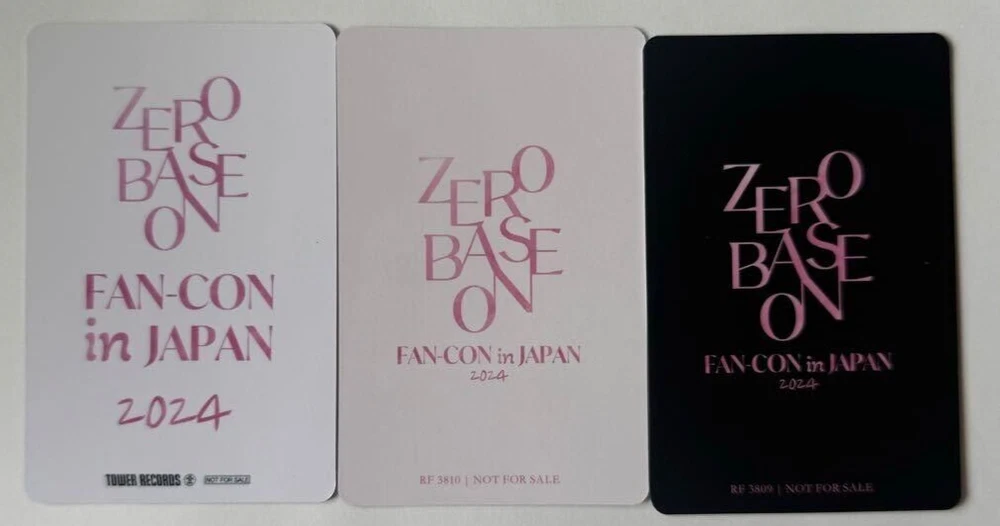 ZERO
BASE
ON
FAN-CON
in JAPAN
2024
TOWER RECORDS NOT FOR SALE
ZERO
BASE
ON
FAN-CON in JAPAN
2024
RF 3810 | NOT FOR SALE
ZERO
BASE
ON
FAN-CON in JAPAN
2024
RF 3809 | NOT FOR SALE